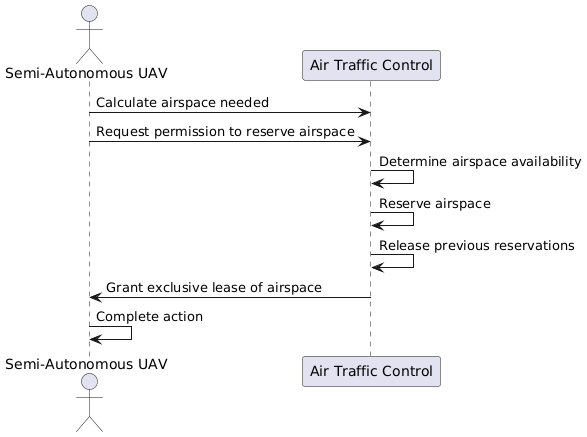 Semi-Autonomous UAV
Air Traffic Control
Calculate airspace needed
Request permission to reserve airspace
Determine airspace availability
Reserve airspace
Release previous reservations
Grant exclusive lease of airspace
Complete action
Semi-Autonomous UAV
Air Traffic Control